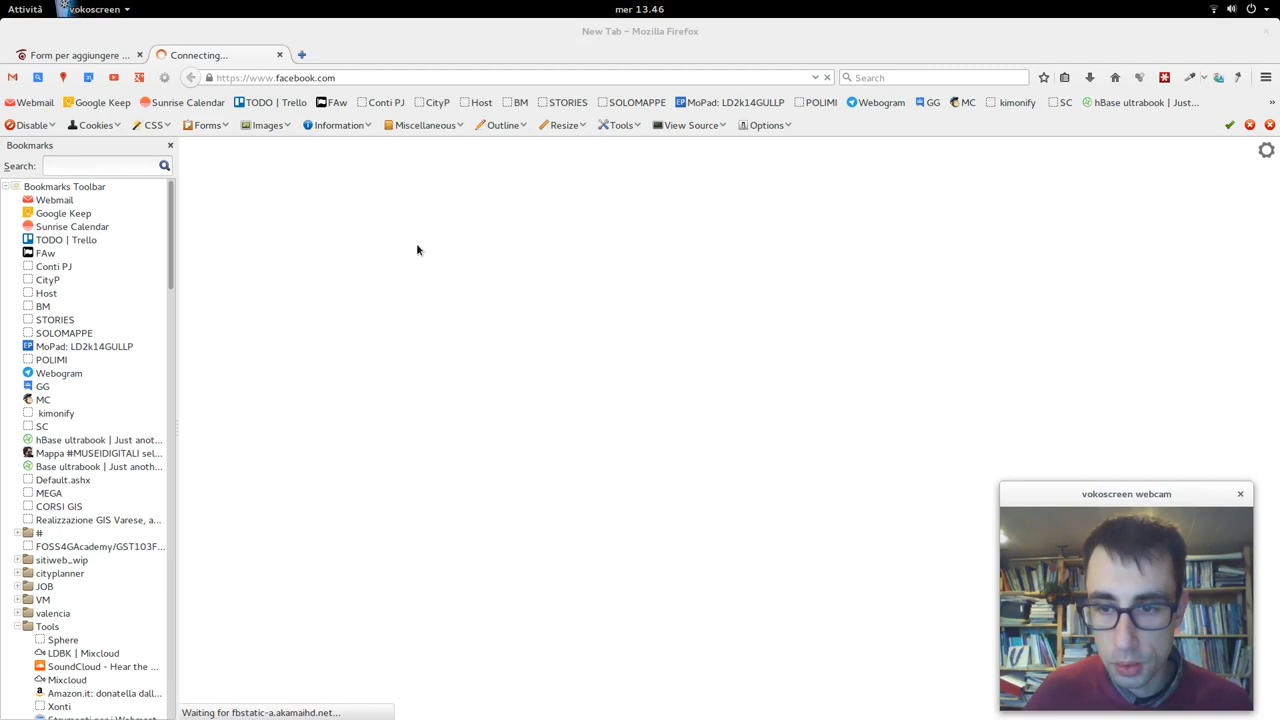 Attività vokoscreen mer 13.46
New Tab - Mozilla Firefox
Form per aggiungere ... Connecting...
https://www.facebook.com Search
Webmail Google Keep Sunrise Calendar TODO | Trello FAw Conti PJ CityP Host BM STORIES SOLOMAPPE MoPad: LD2k14GULLP POLIMI Webogram GG MC kimonify SC hBase ultrabook | Just... »
Disable Cookies CSS Forms Images Information Miscellaneous Outline Resize Tools View Source Options
Bookmarks
Search:
Bookmarks Toolbar
Webmail
Google Keep
Sunrise Calendar
TODO | Trello
FAw
Conti PJ
CityP
Host
BM
STORIES
SOLOMAPPE
MoPad: LD2k14GULLP
POLIMI
Webogram
GG
MC
kimonify
SC
hBase ultrabook | Just anot...
Mappa #MUSEIDIGITALI sel...
Base ultrabook | Just anoth...
Default.ashx
MEGA
CORSI GIS
Realizzazione GIS Varese, a...
#
FOSS4GAcademy/GST103F...
sitiweb_wip
cityplanner
JOB
VM
valencia
Tools
Sphere
LDBK | Mixcloud
SoundCloud - Hear the ...
Mixcloud
Amazon.it: donatella dall...
Xonti
Strumenti per i Webmast...
Waiting for fbstatic-a.akamaihd.net...
vokoscreen webcam